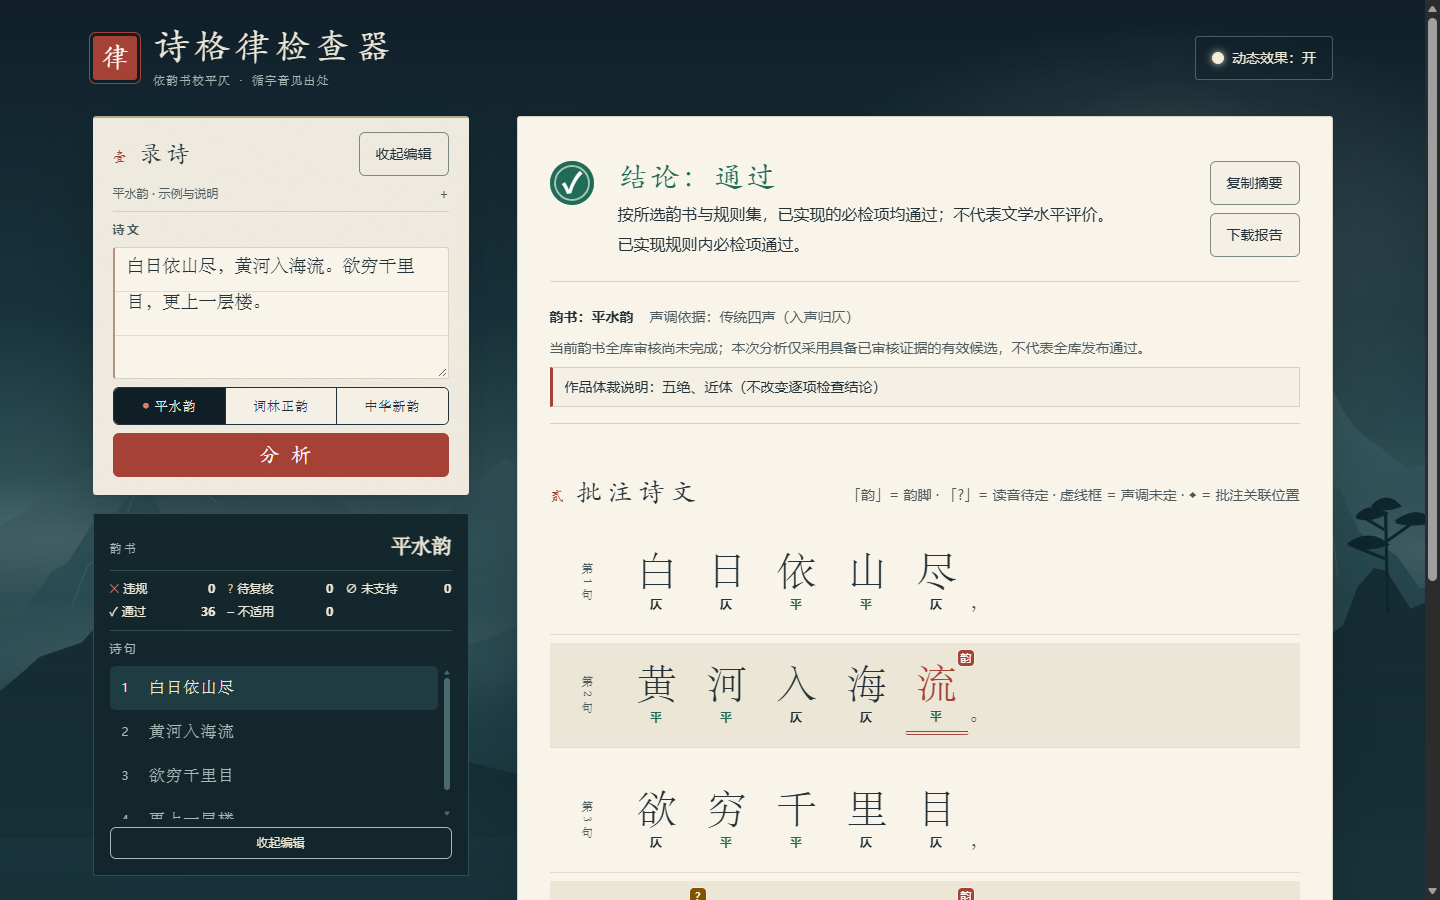 律
诗格律检查器
依韵书校平仄 · 循字音见出处
动态效果：开
壹 录诗
收起编辑
平水韵 · 示例与说明 +
诗文
白日依山尽，黄河入海流。欲穷千里
目，更上一层楼。
平水韵 词林正韵 中华新韵
分析
韵书 平水韵
× 违规 0 ? 待复核 0 ⊘ 未支持 0
✓ 通过 36 – 不适用 0
诗句
1 白日依山尽
2 黄河入海流
3 欲穷千里目
4 更上一层楼
收起编辑
结论：通过
按所选韵书与规则集，已实现的必检项均通过；不代表文学水平评价。
已实现规则内必检项通过。
复制摘要
下载报告
韵书：平水韵 声调依据：传统四声（入声归仄）
当前韵书全库审核尚未完成；本次分析仅采用具备已审核证据的有效候选，不代表全库发布通过。
作品体裁说明：五绝、近体（不改变逐项检查结论）
贰 批注诗文
「韵」= 韵脚 · 「?」= 读音待定 · 虚线框 = 声调未定 · ◆ = 批注关联位置
第1句
白日依山尽，
仄仄平平仄
第2句
韵
黄河入海流。
平平仄仄平
第3句
欲穷千里目，
仄平平仄仄
? 韵